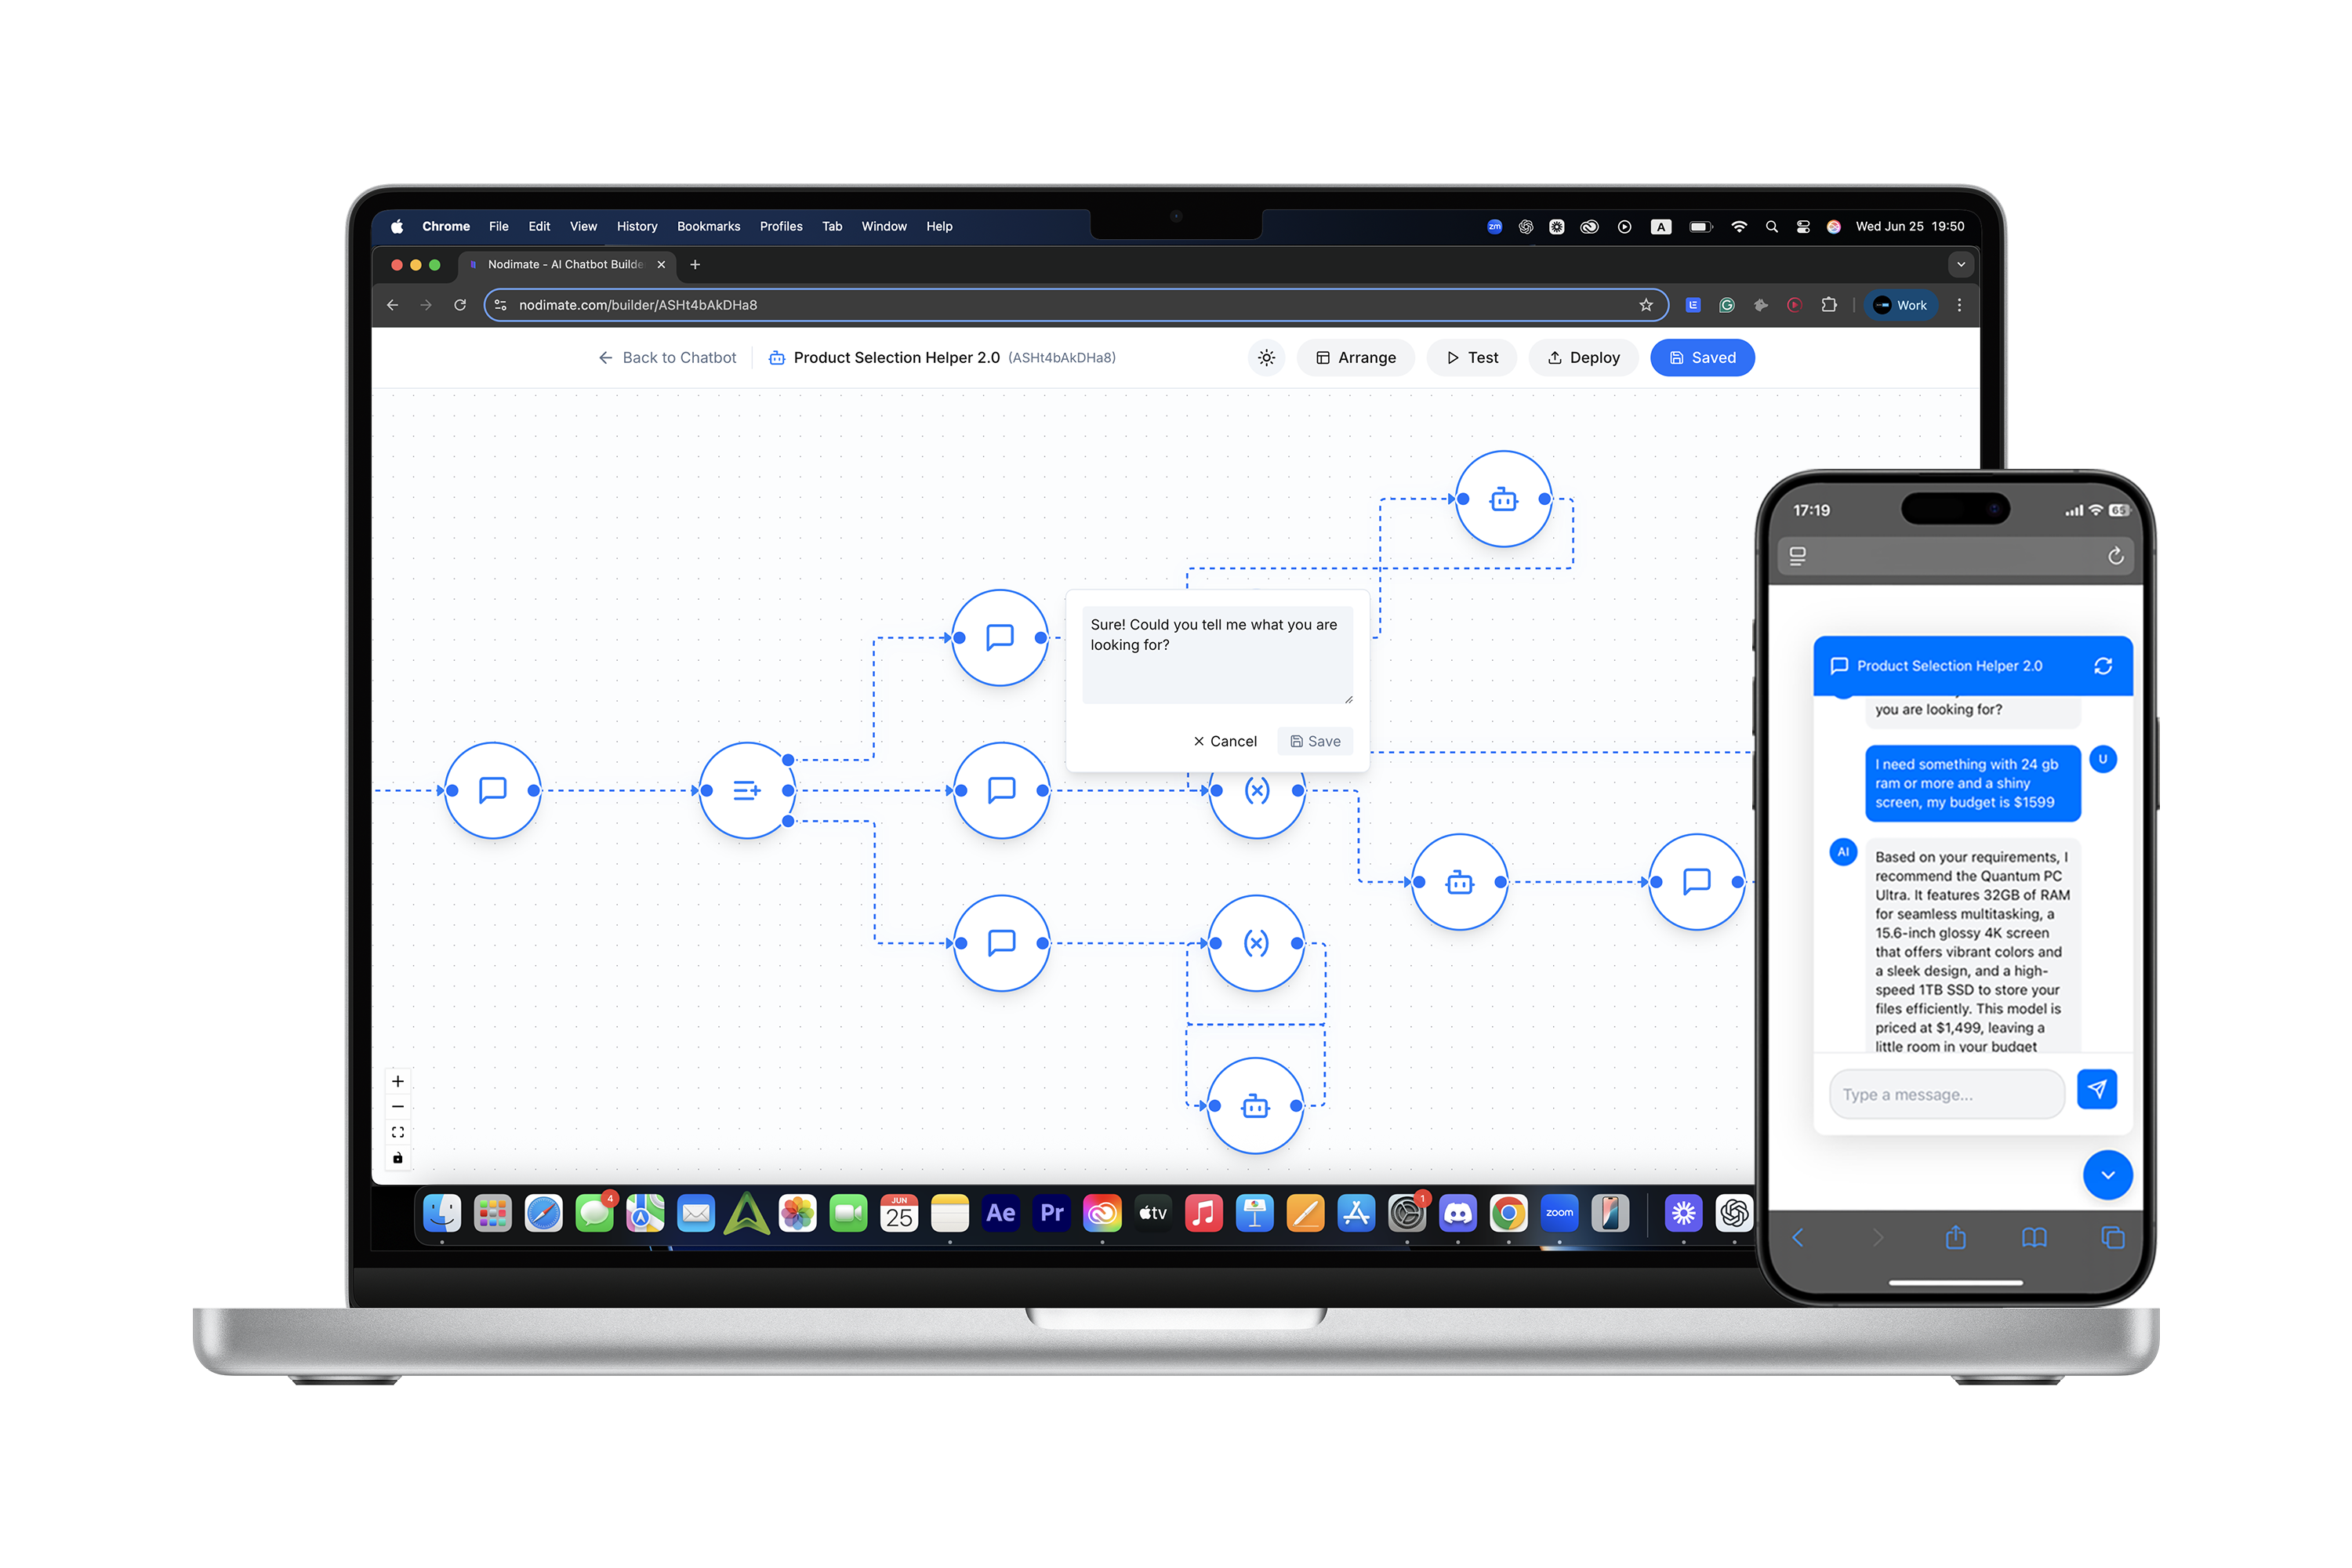 Chrome File Edit View History Bookmarks Profiles Tab Window Help
zm A Wed Jun 25 19:50
Nodimate - AI Chatbot Builde
nodimate.com/builder/ASHt4bAkDHa8
Work
Back to Chatbot
Product Selection Helper 2.0 (ASHt4bAkDHa8)
Arrange
Test
Deploy
Saved
Sure! Could you tell me what you are
looking for?
Cancel
Save
4
JUN
25
Ae
Pr
tv
1
zoom
17:19
Product Selection Helper 2.0
you are looking for?
I need something with 24 gb
ram or more and a shiny
screen, my budget is $1599
U
AI
Based on your requirements, I
recommend the Quantum PC
Ultra. It features 32GB of RAM
for seamless multitasking, a
15.6-inch glossy 4K screen
that offers vibrant colors and
a sleek design, and a high-
speed 1TB SSD to store your
files efficiently. This model is
priced at $1,499, leaving a
little room in your budget
Type a message...